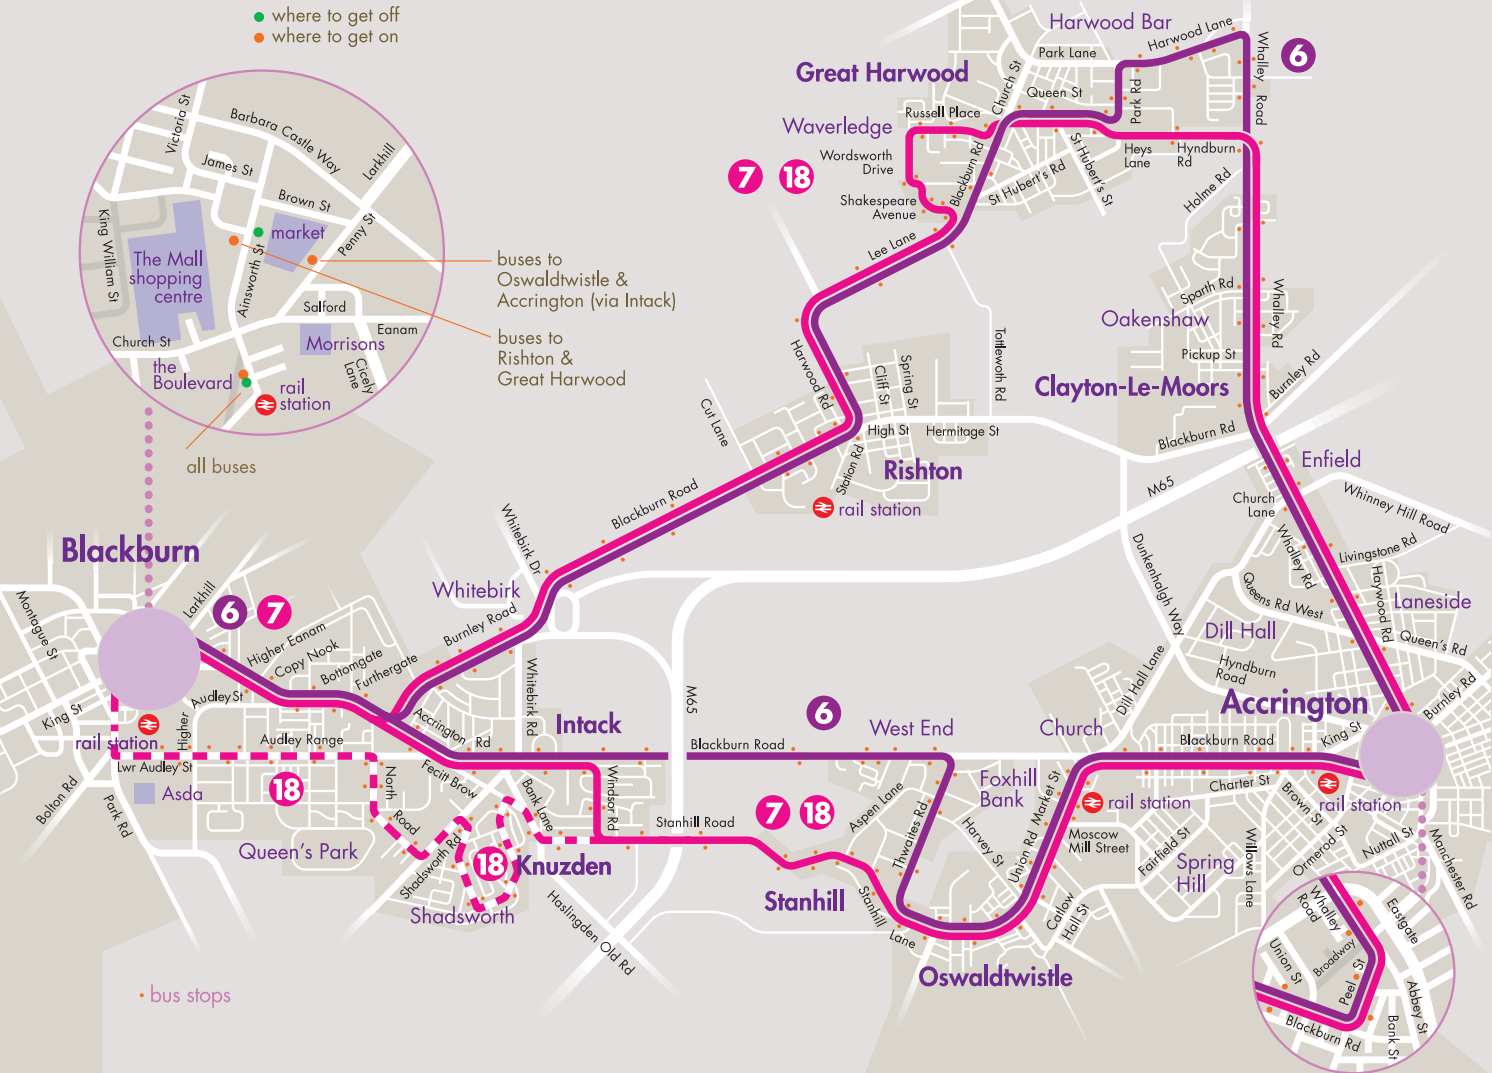 where to get off
where to get on
Victoria St
Barbara Castle Way
James St
Larkhill
Brown St
King William St
market
Penny St
The Mall
shopping
centre
Ainsworth St
Salford
Church St
Morrisons
Eanam
the
Boulevard
Cicely
Lane
rail
station
all buses
buses to
Oswaldtwistle &
Accrington (via Intack)
buses to
Rishton &
Great Harwood
Harwood Bar
Harwood Lane
Park Lane
Whalley Road
6
Great Harwood
Church St
Queen St
Park Rd
Russell Place
Waverledge
Wordsworth
Drive
7
18
Blackburn Rd
St Hubert's Rd
St Hubert's St
Heys
Lane
Hyndburn
Rd
Holme Rd
Shakespeare
Avenue
Lee Lane
Sparth Rd
Whalley Rd
Oakenshaw
Tottleworth Rd
Pickup St
Harwood Rd
Spring St
Cliff St
Clayton-Le-Moors
Burnley Rd
Cut Lane
High St
Hermitage St
Blackburn Rd
Station Rd
Rishton
Enfield
M65
Whinney Hill Road
Church
Lane
rail station
Blackburn Road
Whitebirk Dr
Blackburn
Dunkenhalgh Way
Whalley Rd
Livingstone Rd
Haywood Rd
Whitebirk
Larkhill
Queens Rd West
Laneside
Montague St
6
7
Burnley Road
Dill Hall
Queen's Rd
Higher Eanam
Copy Nook
Bottomgate
Furthergate
Whitebirk Rd
Hyndburn
Road
Dill Hall Lane
Burnley Rd
Audley St
King St
M65
Accrington
Accrington Rd
Intack
6
West End
Church
King St
rail station
Higher
Audley Range
Blackburn Road
Blackburn Road
Lwr Audley St
Fecitt Brow
Foxhill
Bank
Charter St
rail station
Asda
18
North Road
Bank Lane
Windsor Rd
7
18
Aspen Lane
Market St
rail station
Brown St
Bolton Rd
Park Rd
Stanhill Road
Thwaites Rd
Harvey St
Union Rd
Moscow
Mill Street
Fairfield St
Willows Lane
Ormerod St
Nuttall St
Manchester Rd
Queen's Park
Shadsworth Rd
18
Knuzden
Spring
Hill
Stanhill
Shadsworth
Stanhill Lane
Catlow
Hall St
Haslingden Old Rd
Oswaldtwistle
Whalley
Road
Eastgate
Union St
Broadway
Peel St
Abbey St
Blackburn Rd
Bank St
bus stops